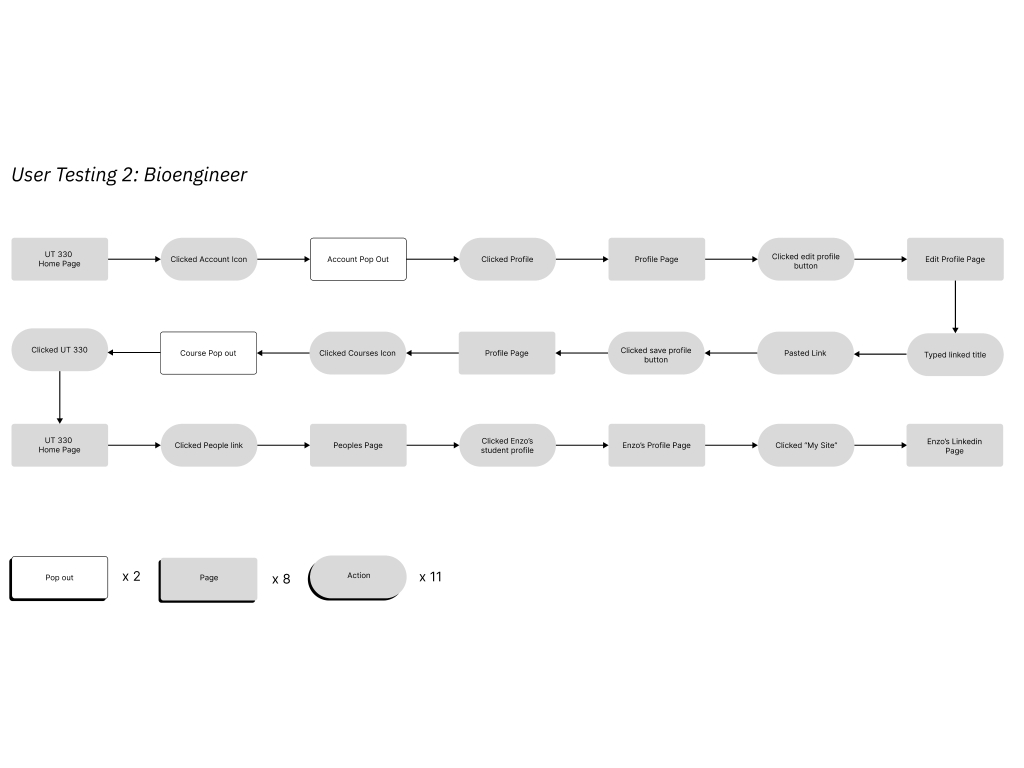 User Testing 2: Bioengineer
UT 330
Home Page
Clicked Account Icon
Account Pop Out
Clicked Profile
Profile Page
Clicked edit profile
button
Edit Profile Page
Clicked UT 330
Course Pop out
Clicked Courses Icon
Profile Page
Clicked save profile
button
Pasted Link
Typed linked title
UT 330
Home Page
Clicked People link
Peoples Page
Clicked Enzo's
student profile
Enzo's Profile Page
Clicked “My Site”
Enzo's Linkedin
Page
Pop out
x 2
Page
x 8
Action
x 11